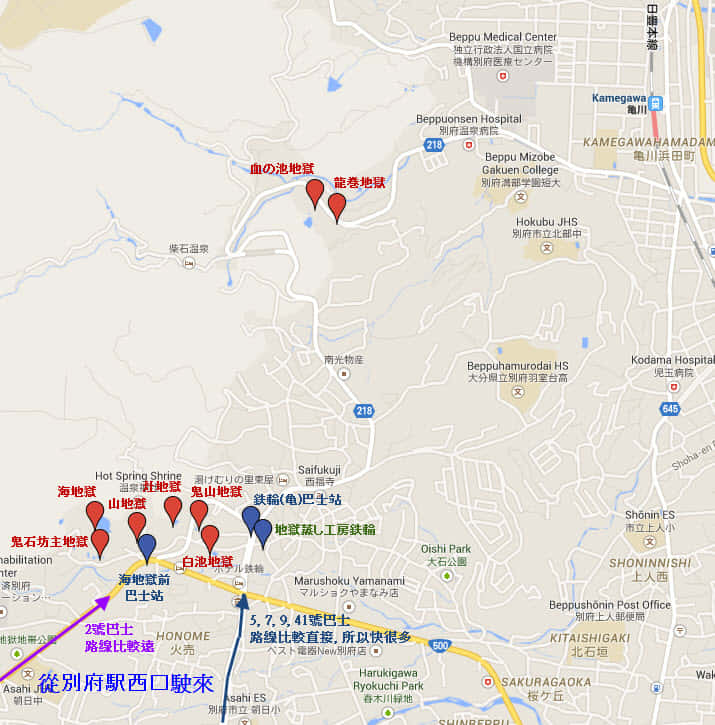 日豊本線
Beppu Medical Center
独立行政法人国立病院
機構別府医療センター
Kamegawa
亀川
Beppuonsen Hospital
別府温泉病院
218
KAMEGAWAHAMADAM
亀川浜田町
Beppu Mizobe
Gakuen College
別府溝部学園短大
血の池地獄
龍巻地獄
Hokubu JHS
別府市立北部中
柴石温泉
南光物産
Beppuhamurodai HS
大分県立別府羽室台高
Kodama Hospital
児玉病院
218
645
Shoha-en
Saifukuji
西福寺
Hot Spring Shrine
湯けむりの里東屋
海地獄
山地獄
鬼山地獄
鉄輪(亀)巴士站
地獄蒸し工房鉄輪
鬼石坊主地獄
白池地獄
Shōnin ES
市立上人小
habilitation
nter
済別府
ーション...
海地獄前
巴士站
ホテル鉄輪
Oishi Park
大石公園
SHONINNISHI
上人西
Marushoku Yamanami
マルショクやまなみ店
Beppushōnin Post Office
別府上人郵便局
2號巴士
路線比較遠
5, 7, 9, 41號巴士
路線比較直接, 所以快很多
HONOME
火売
500
KITAISHIGAKI
北石垣
ベスト電器New別府店
地獄地帯公園
從別府駅西口駛來
Harukigawa
Ryokuchi Park
春木川緑地
SAKURAGAOKA
桜ケ丘
Asahi J
朝日中
Asahi ES
別府市立 朝日小
SHINBEPPU